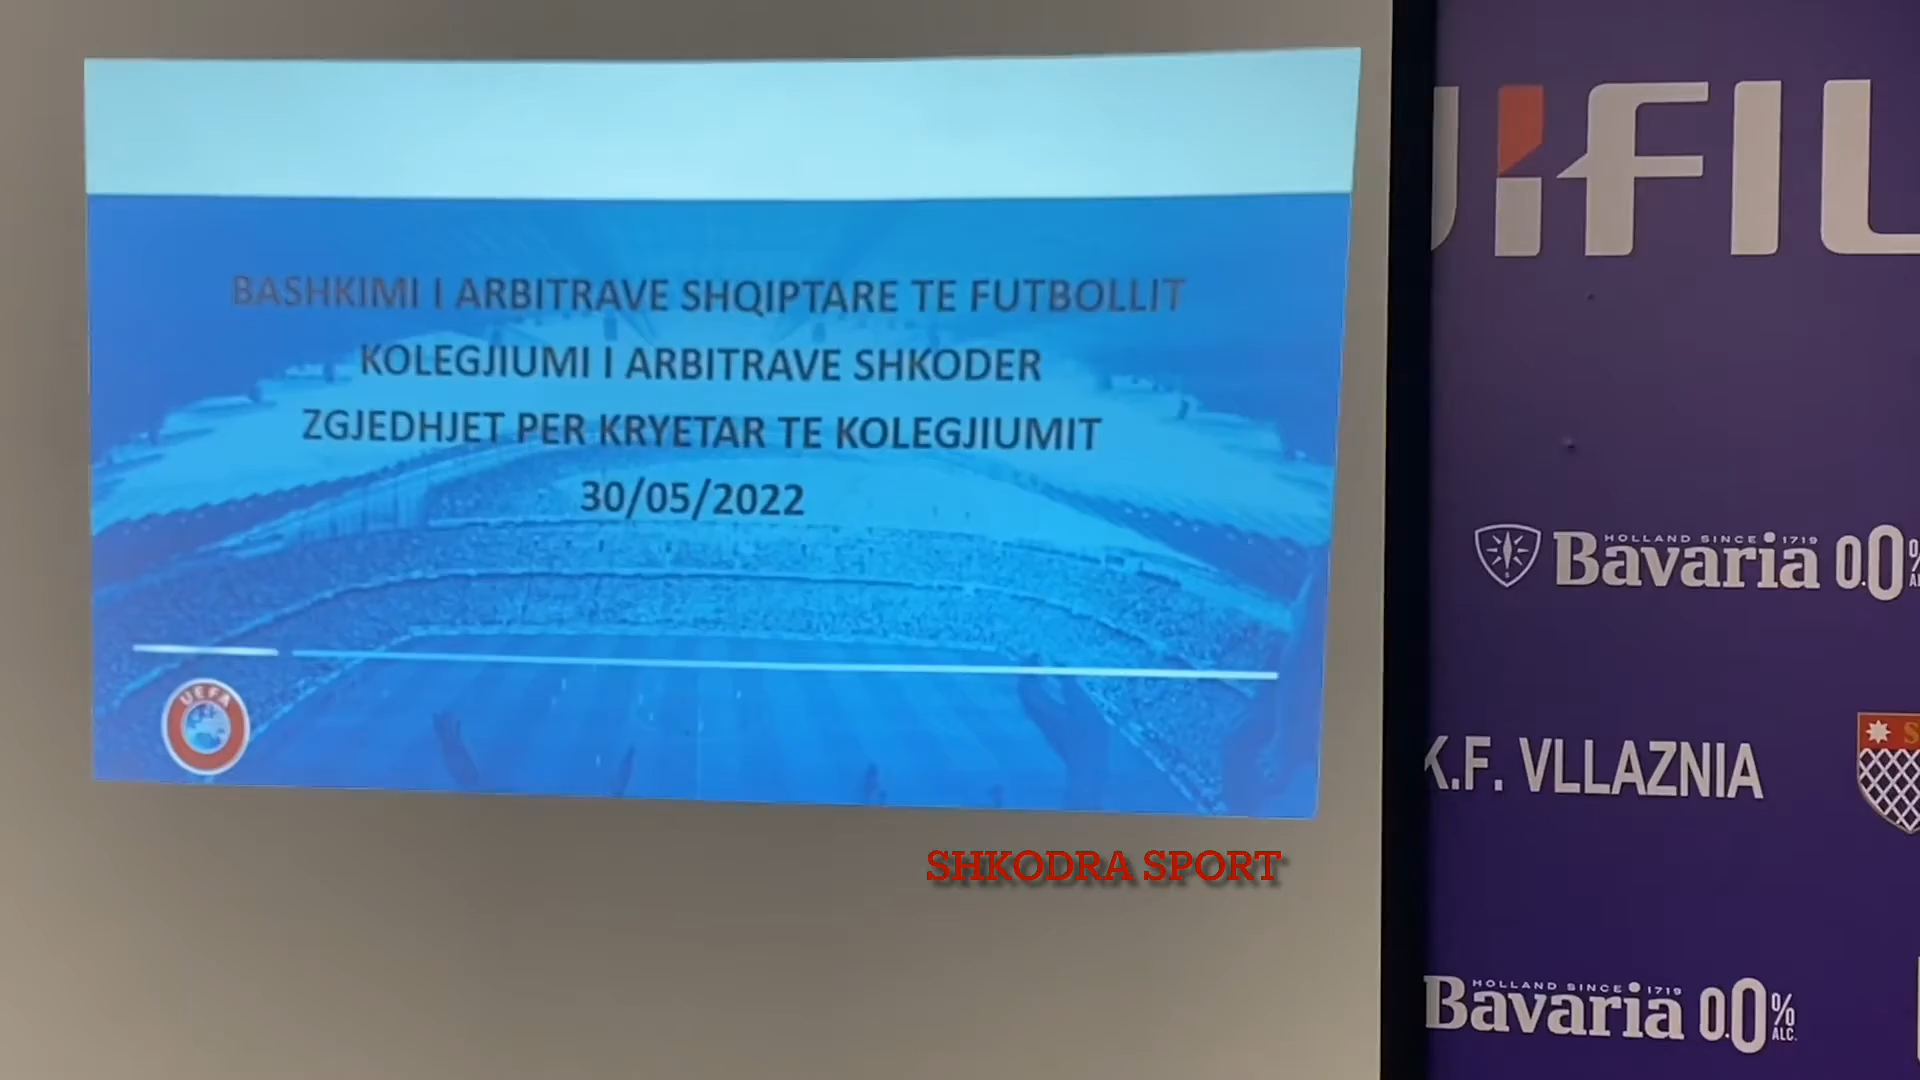 BASHKIMI I ARBITRAVE SHQIPTARE TE FUTBOLLIT
KOLEGJIUMI I ARBITRAVE SHKODER
ZGJEDHJET PER KRYETAR TE KOLEGJIUMIT
30/05/2022
UEFA
SHKODRA SPORT
HOLLAND SINCE 1719
Bavaria 0.0%
K.F. VLLAZNIA
HOLLAND SINCE 1719
Bavaria 0.0% ALC.